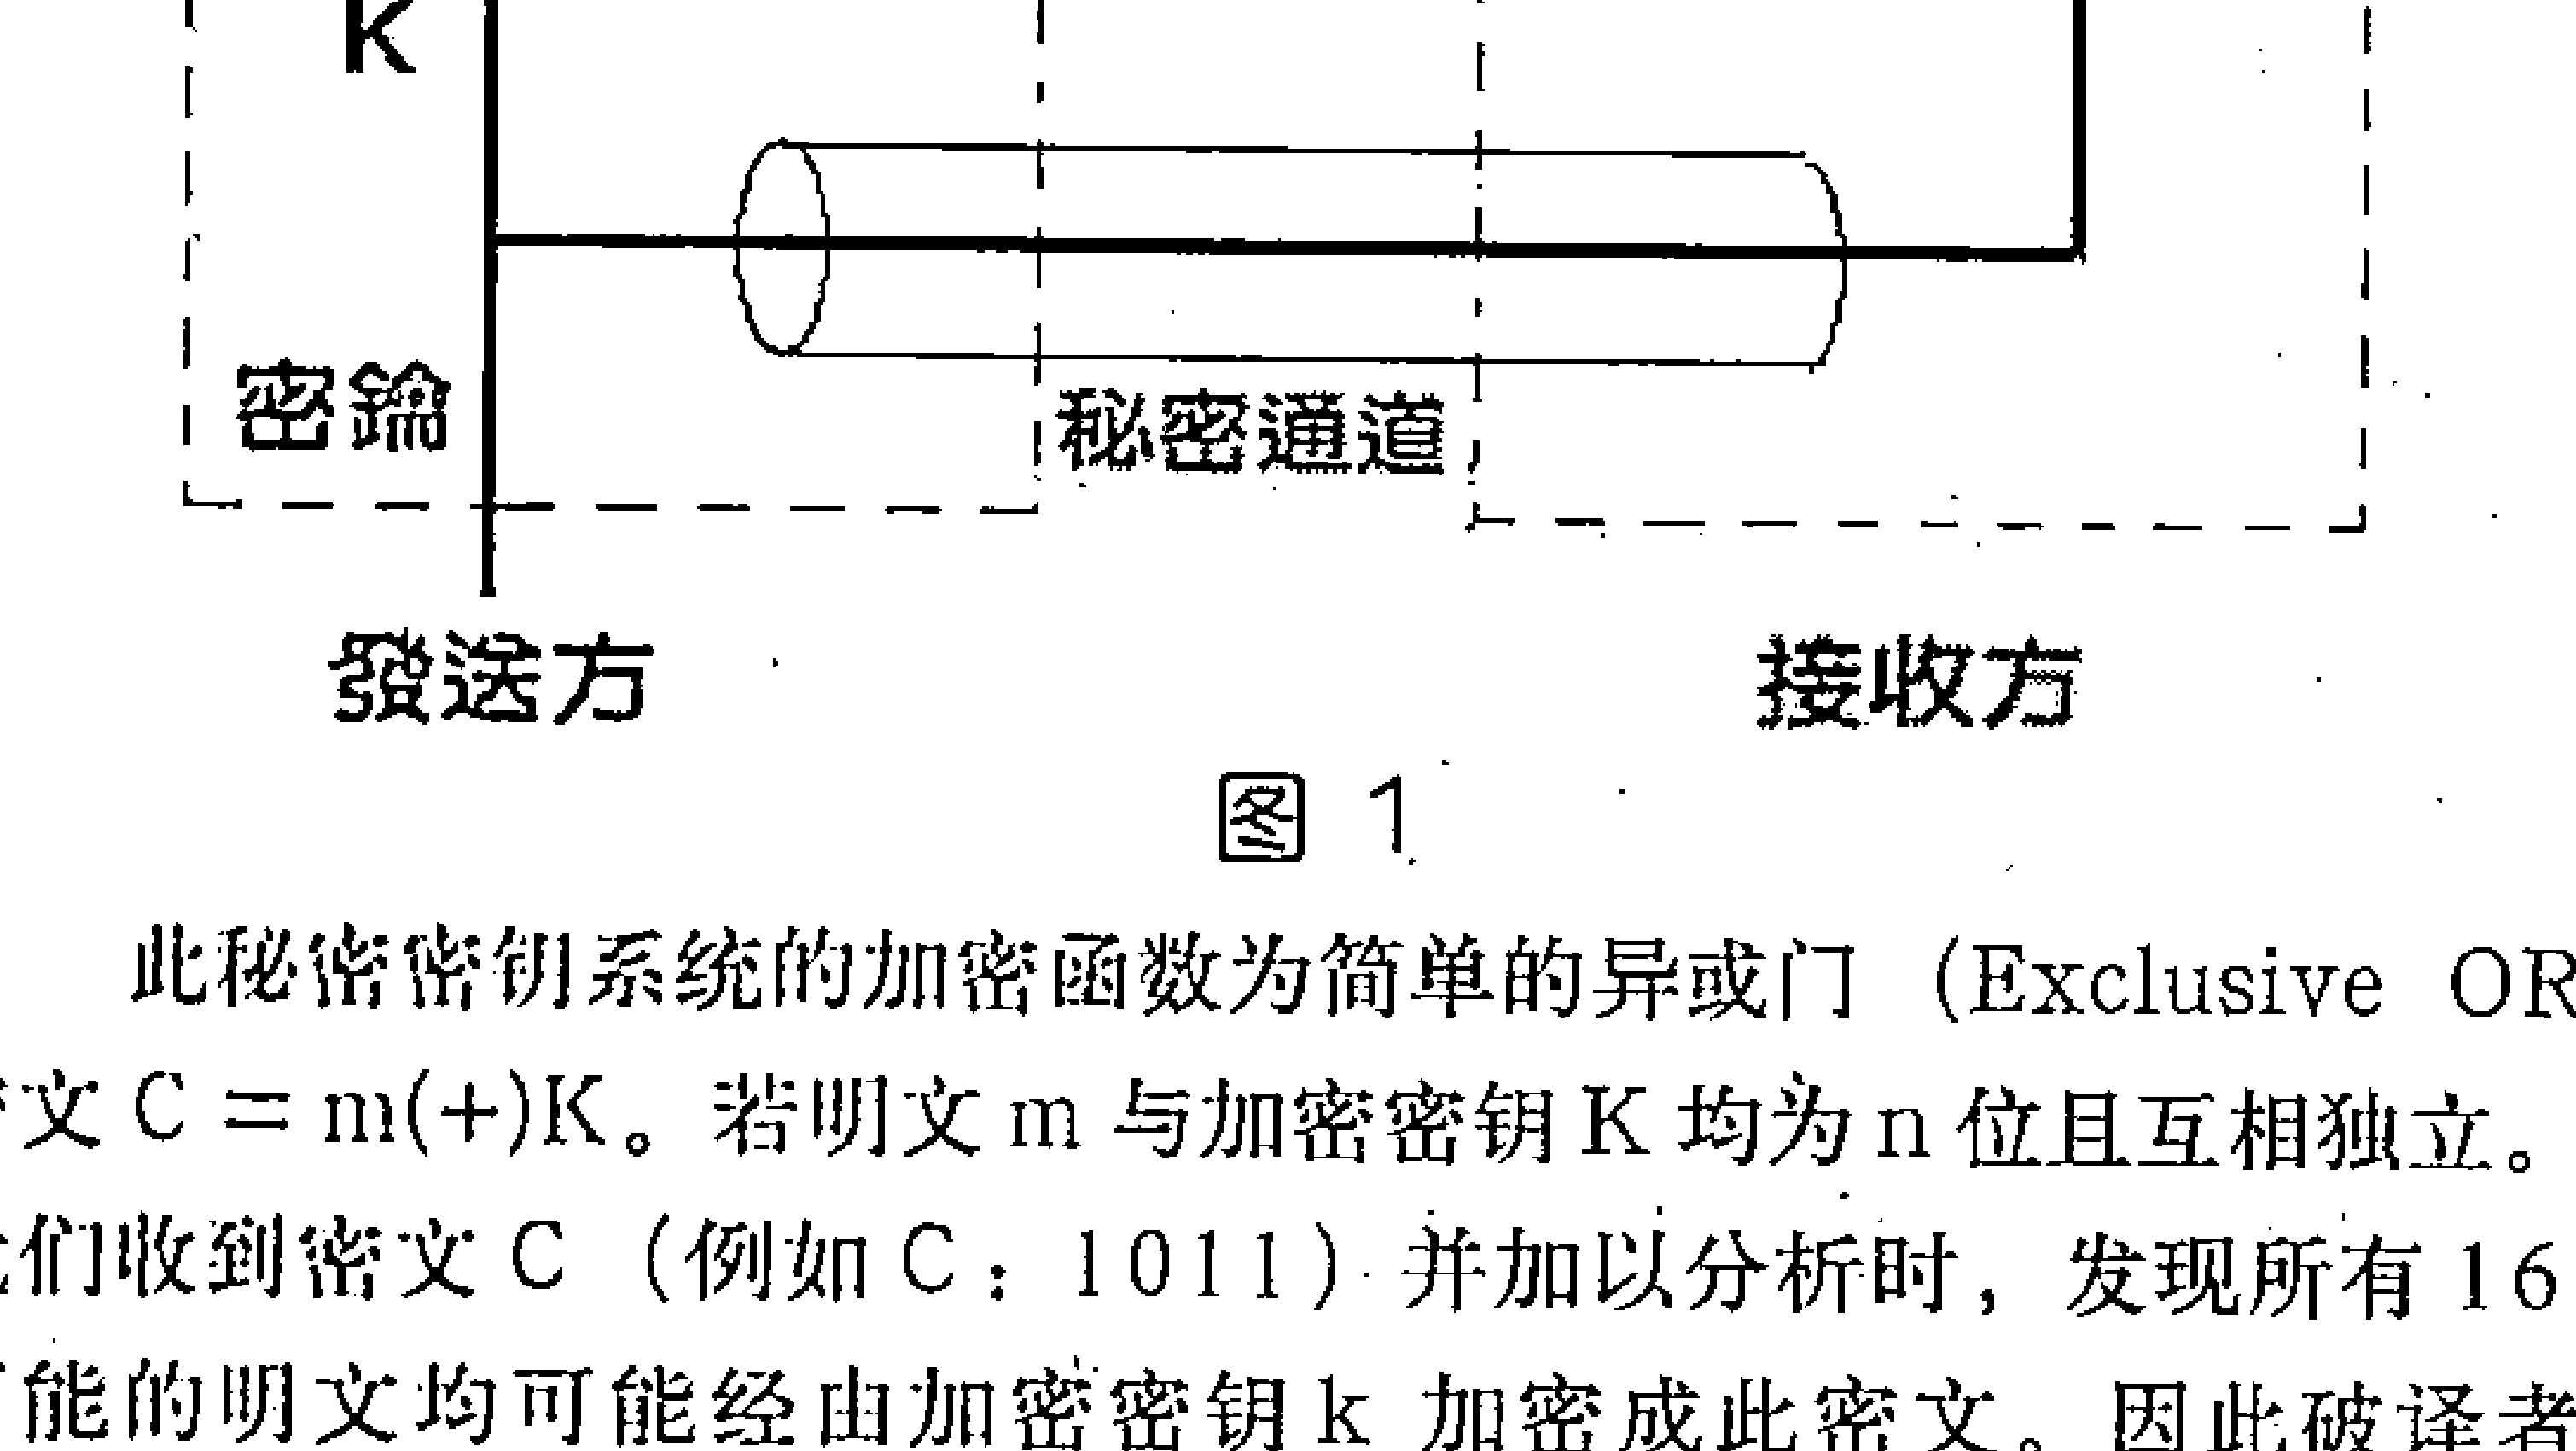 K
密鑰
秘密通道
發送方 接收方
图 1
此秘密密钥系统的加密函数为简单的异或门（Exclusive OR
文 C = m(+)K。若明文 m 与加密密钥 K 均为 n 位且互相独立。
们收到密文 C（例如 C：1011）并加以分析时，发现所有 16
能的明文均可能经由加密密钥 k 加密成此密文。因此破译者